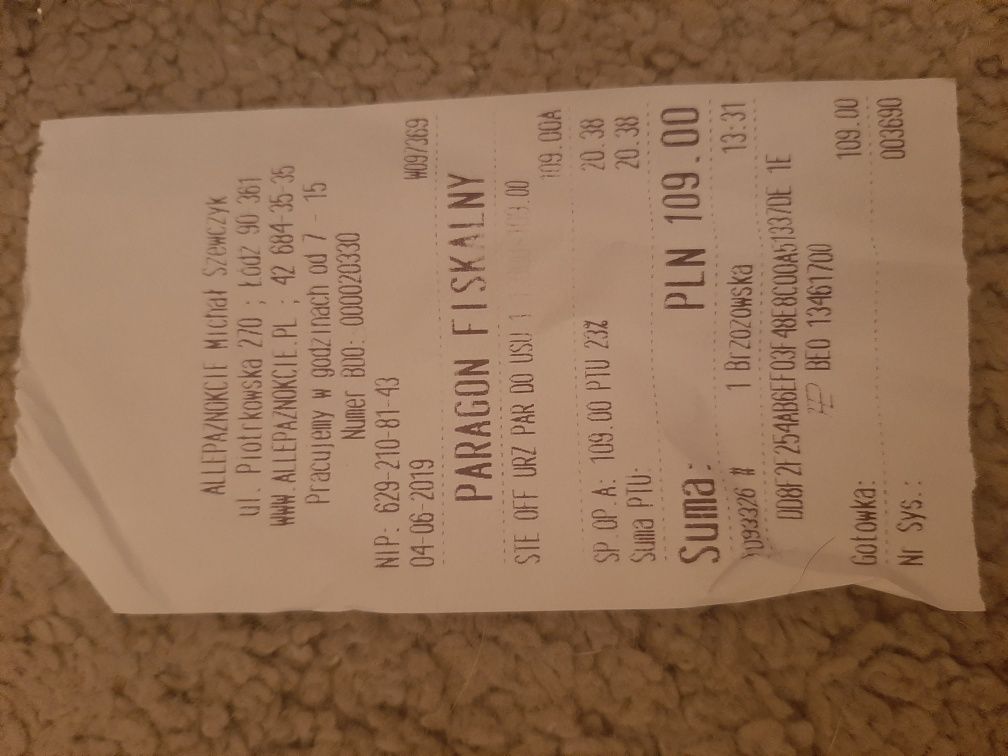 ALLEPAZNOKCIE Michał Szewczyk
ul. Piotrkowska 270 ; Łódź 90 361
WWW ALLEPAZNOKCIE.PL ; 42 684-35-35
Pracujemy w godzinach od 7 - 15
Numer BDO: 000020330
NIP: 629-210-81-43
04-06-2019 W097369
PARAGON FISKALNY
STE OFF URZ PAR DO USU 1
109.00A
SP OP.A: 109.00 PTU 23% 20.38
Suma PTU: 20.38
Suma: PLN 109.00
# 1 Brzozowska 13:31
BEO 13461700
Gotówka: 109.00
Nr Sys.: 003690